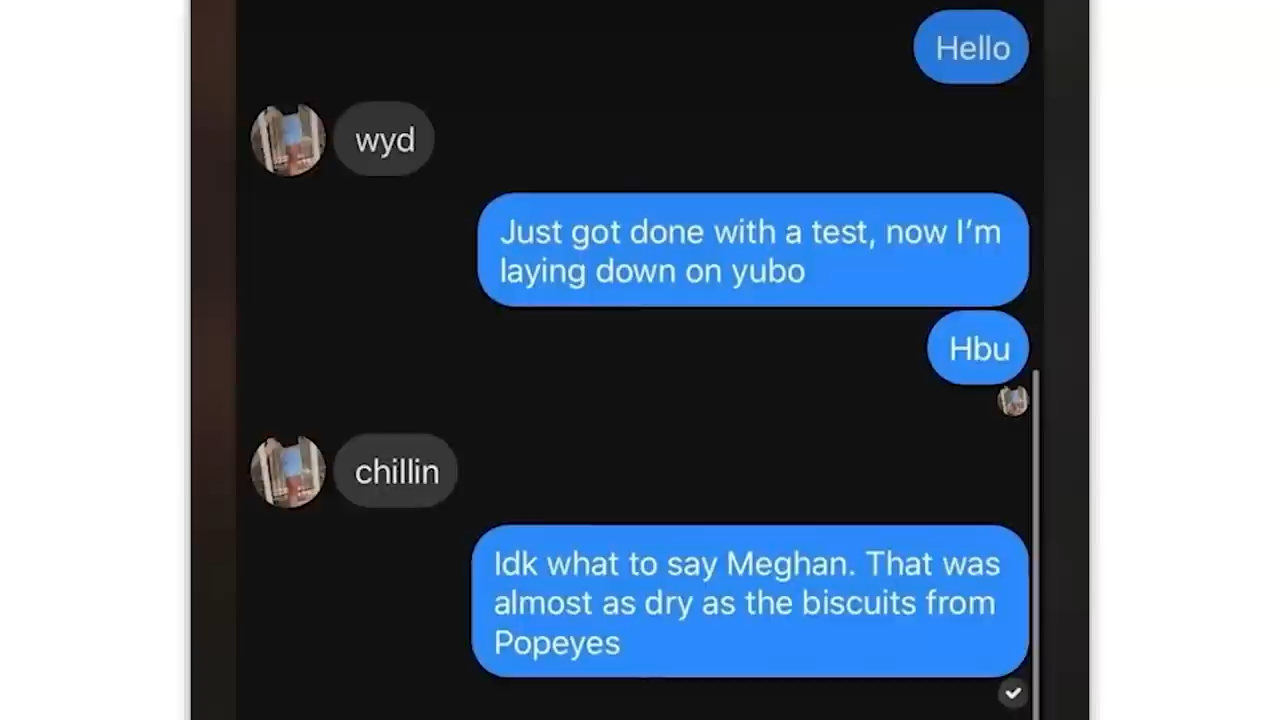 Hello
wyd
Just got done with a test, now I’m
laying down on yubo
Hbu
chillin
Idk what to say Meghan. That was
almost as dry as the biscuits from
Popeyes